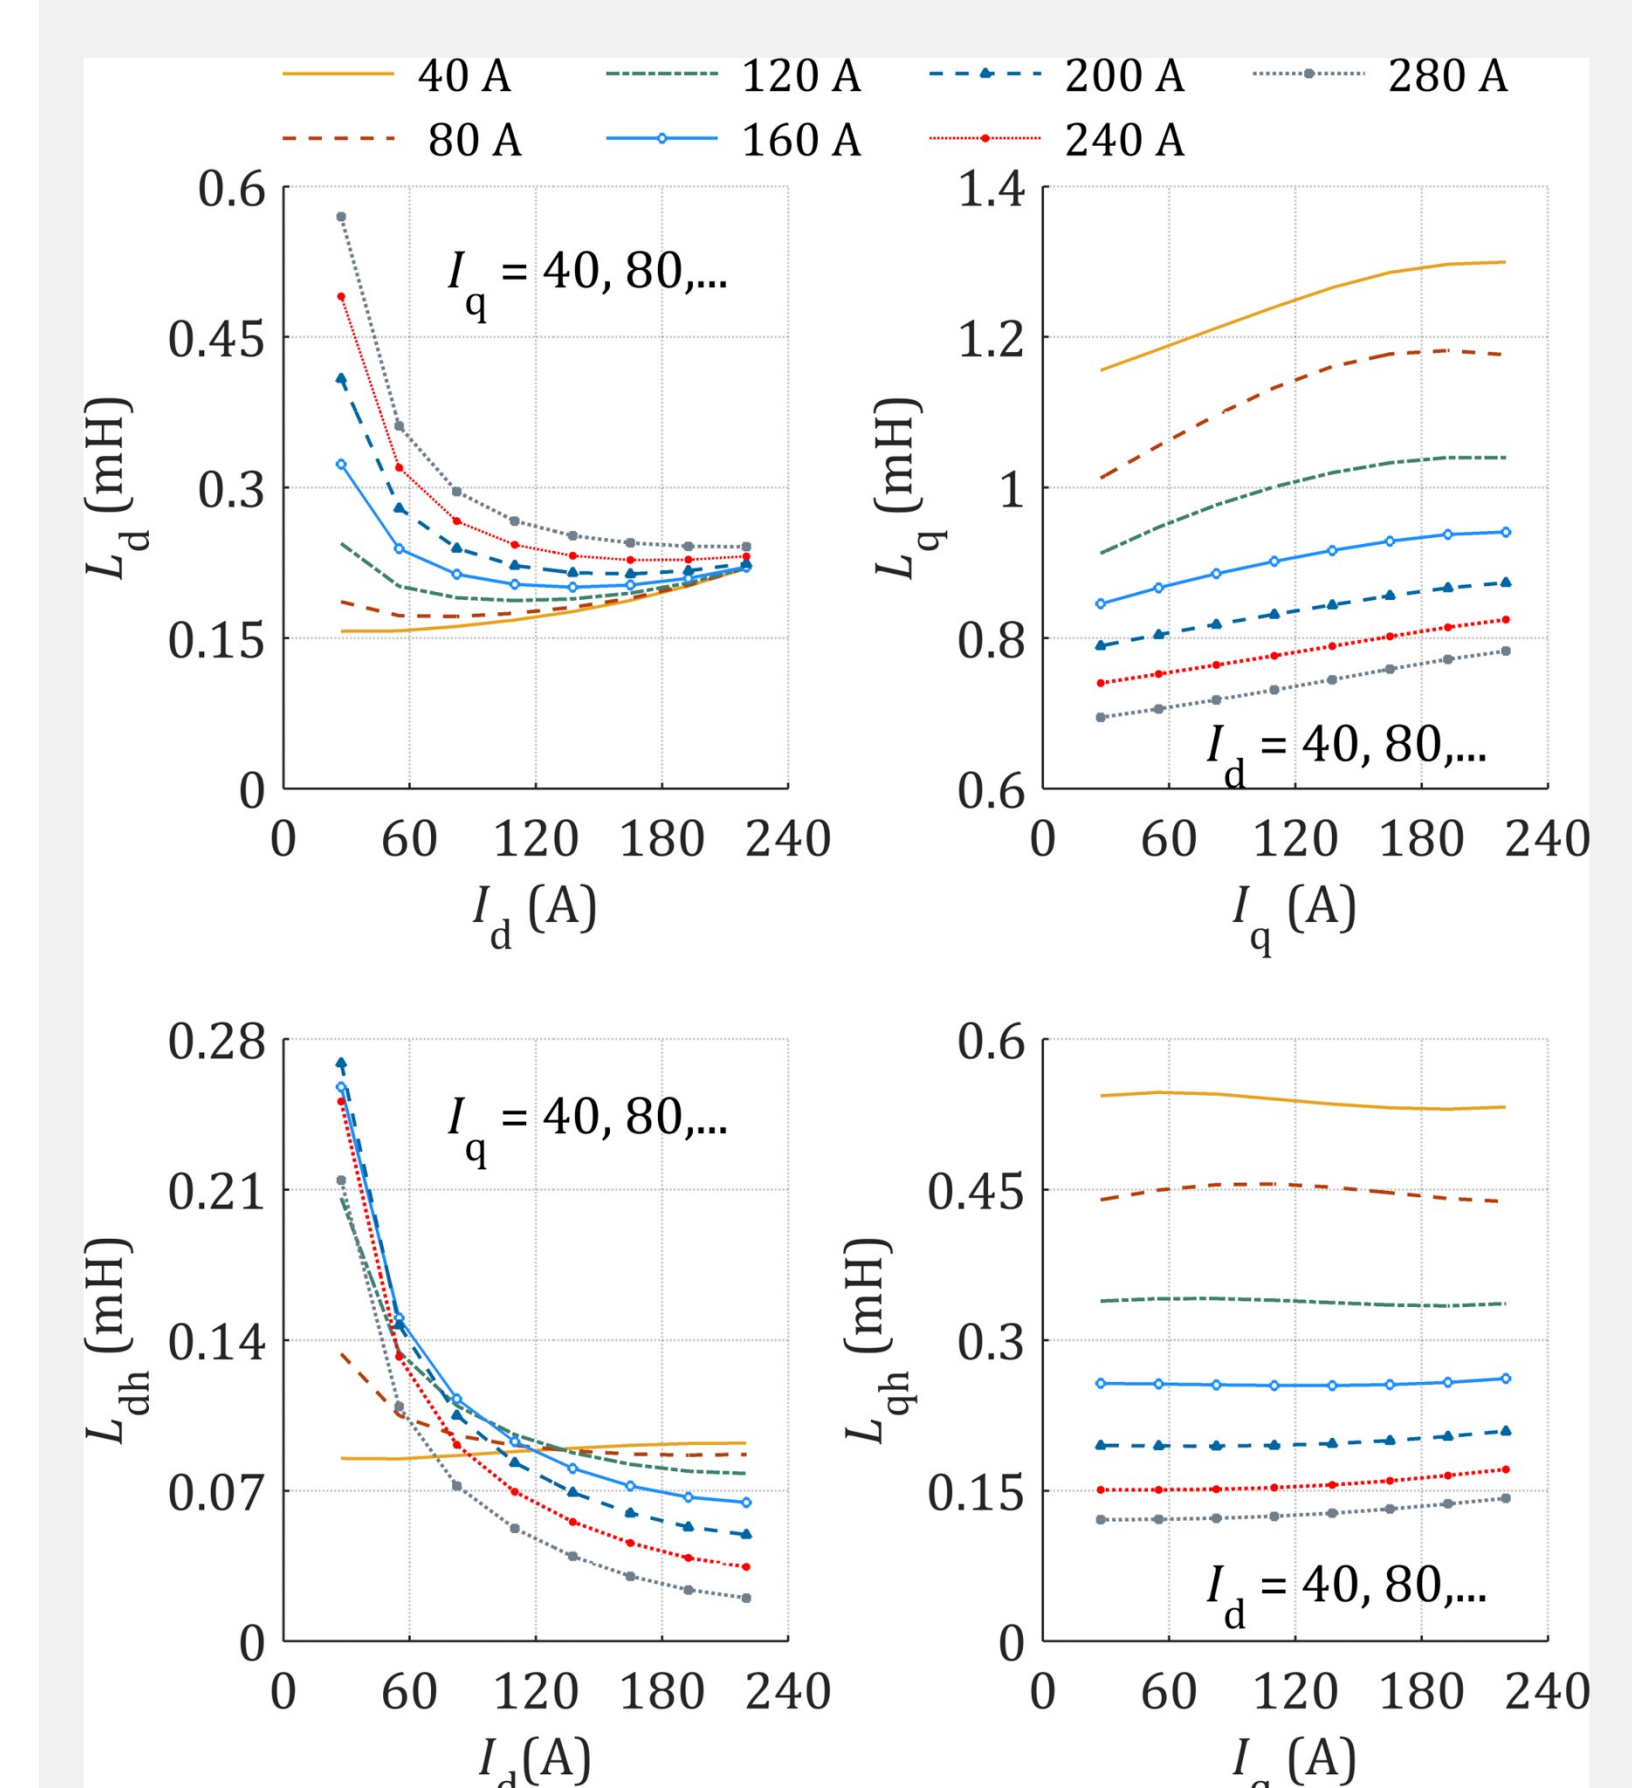 40 A 120 A 200 A 280 A
80 A 160 A 240 A
0.6
0.45
0.3
0.15
0
L_d (mH)
I_q = 40, 80,...
0 60 120 180 240
I_d (A)
1.4
1.2
1
0.8
0.6
L_q (mH)
I_d = 40, 80,...
0 60 120 180 240
I_q (A)
0.28
0.21
0.14
0.07
0
L_dh (mH)
I_q = 40, 80,...
0 60 120 180 240
I_d(A)
0.6
0.45
0.3
0.15
0
L_qh (mH)
I_d = 40, 80,...
0 60 120 180 240
I_q (A)